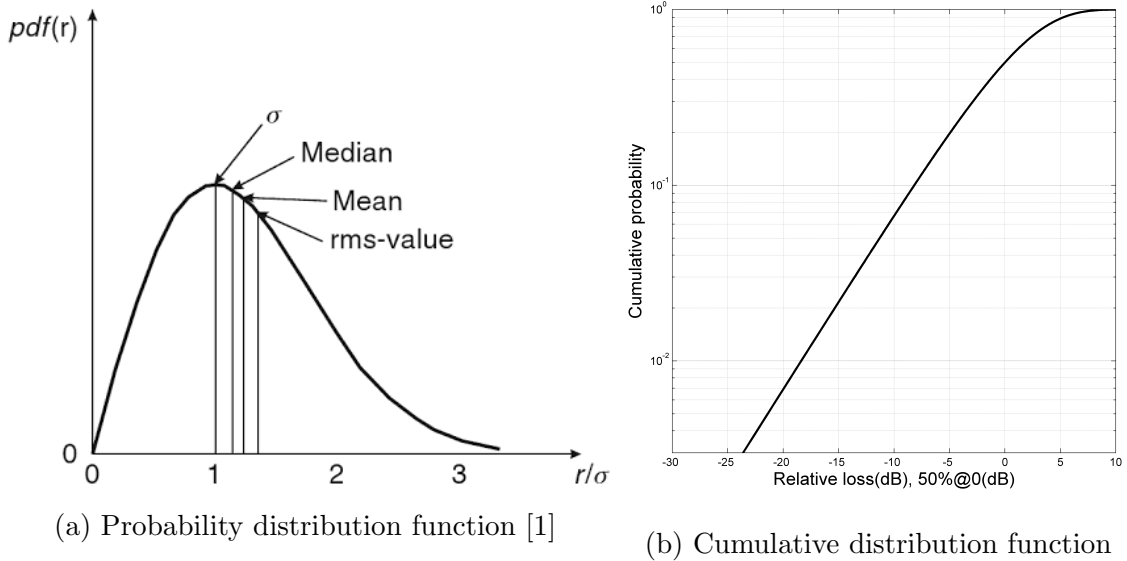 pdf(r)
σ
Median
Mean
rms-value
0
0 1 2 3 r/σ
(a) Probability distribution function [1]
10⁰
10⁻¹
10⁻²
Cumulative probability
-30 -25 -20 -15 -10 -5 0 5 10
Relative loss(dB), 50%@0(dB)
(b) Cumulative distribution function